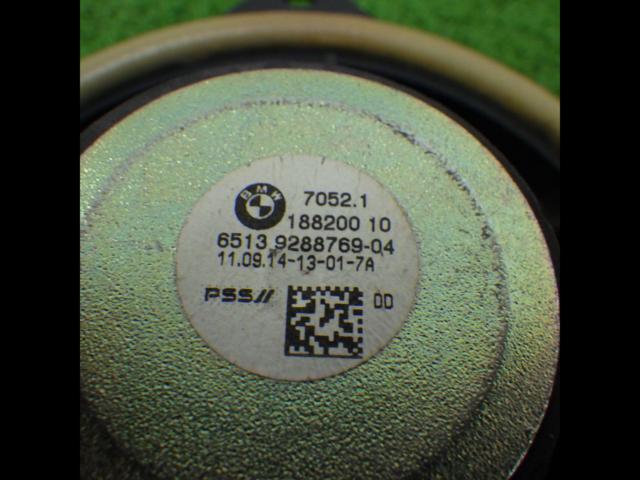 BMW
7052.1
188200 10
6513 9288769-04
11.09.14-13-01-7A
PSS//
DD